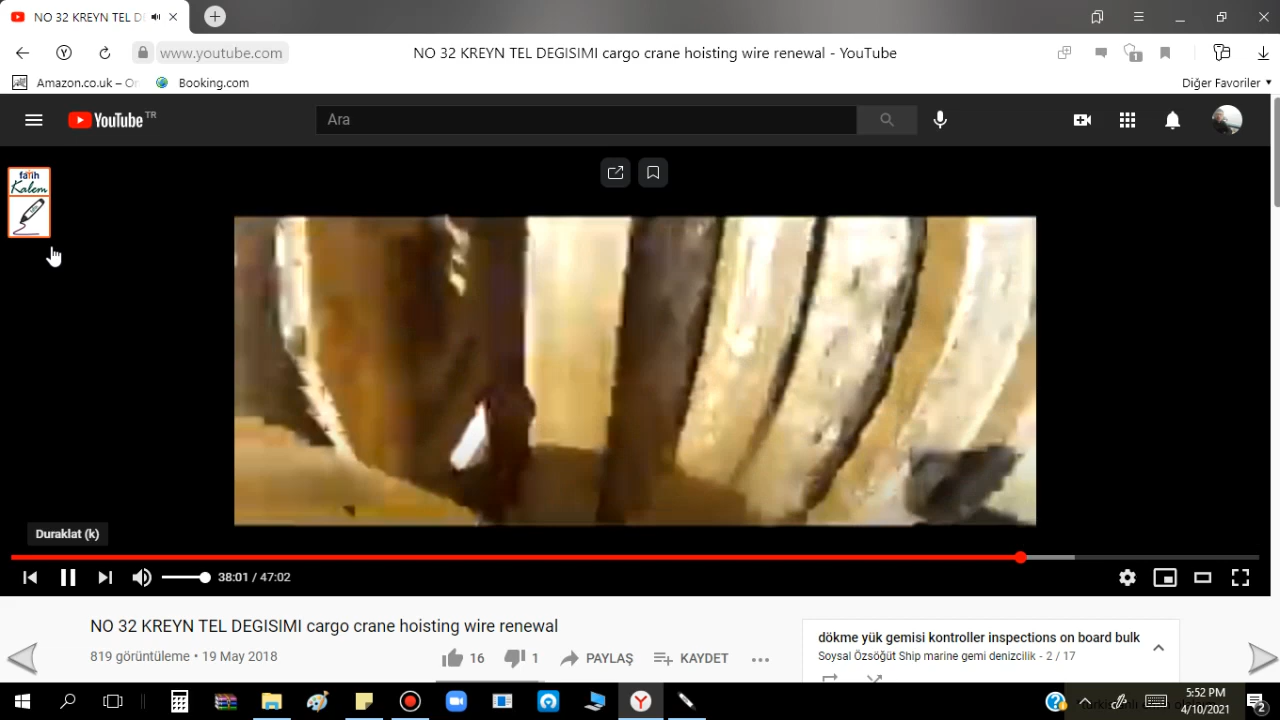 NO 32 KREYN TEL D
www.youtube.com
NO 32 KREYN TEL DEGISIMI cargo crane hoisting wire renewal - YouTube
1
Amazon.co.uk – O
Booking.com
Diğer Favoriler
YouTube TR
Ara
fatih
Kalem
Duraklat (k)
38:01 / 47:02
NO 32 KREYN TEL DEGISIMI cargo crane hoisting wire renewal
819 görüntüleme • 19 May 2018
16
1
PAYLAŞ
KAYDET
dökme yük gemisi kontroller inspections on board bulk
Soysal Özsöğüt Ship marine gemi denizcilik - 2 / 17
5:52 PM
4/10/2021
2